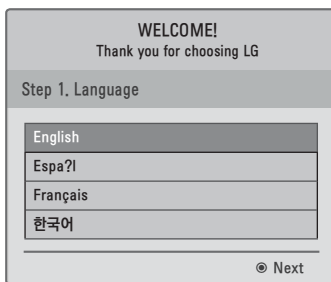 WELCOME!
Thank you for choosing LG
Step 1. Language
English
Espa?l
Français
한국어
Next